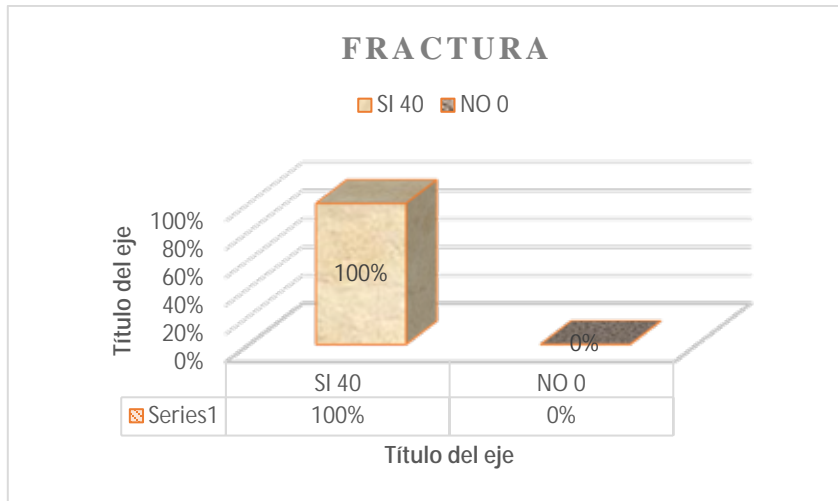 FRACTURA
SI 40 NO 0
100%
80%
60%
40%
20%
0%
Título del eje
100%
0%
SI 40 NO 0
Series1 100% 0%
Título del eje